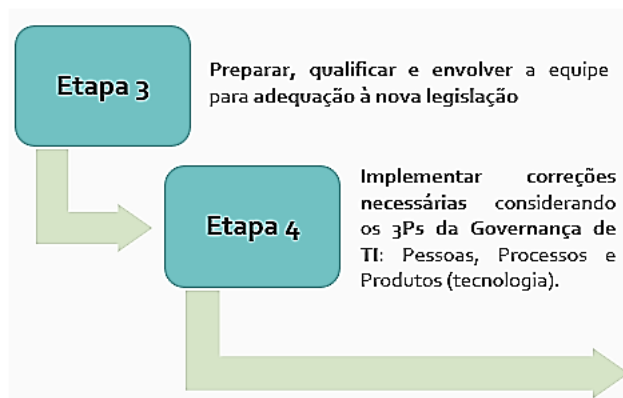 Etapa 3
Preparar, qualificar e envolver a equipe
para adequação à nova legislação
Etapa 4
Implementar correções
necessárias considerando
os 3Ps da Governança de
TI: Pessoas, Processos e
Produtos (tecnologia).